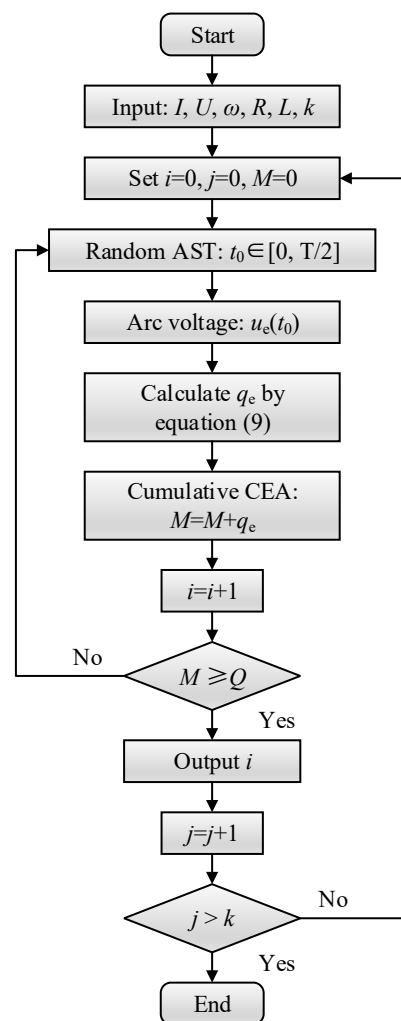 Start
Input: I, U, ω, R, L, k
Set i=0, j=0, M=0
Random AST: t₀∈[0, T/2]
Arc voltage: uₑ(t₀)
Calculate qₑ by
equation (9)
Cumulative CEA:
M=M+qₑ
i=i+1
No
M ≥ Q
Yes
Output i
j=j+1
j > k
No
Yes
End